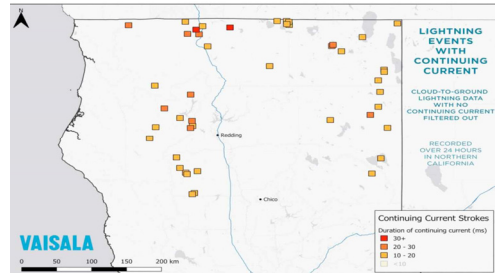 N
LIGHTNING
EVENTS
WITH
CONTINUING
CURRENT
CLOUD-TO-GROUND
LIGHTNING DATA
WITH NO
CONTINUING CURRENT
FILTERED OUT
RECORDED
OVER 24 HOURS
IN NORTHERN
CALIFORNIA
Redding
Chico
VAISALA
0 50 100 150 200 km
Continuing Current Strokes
Duration of continuing current (ms)
30+
20 - 30
10 - 20
<10